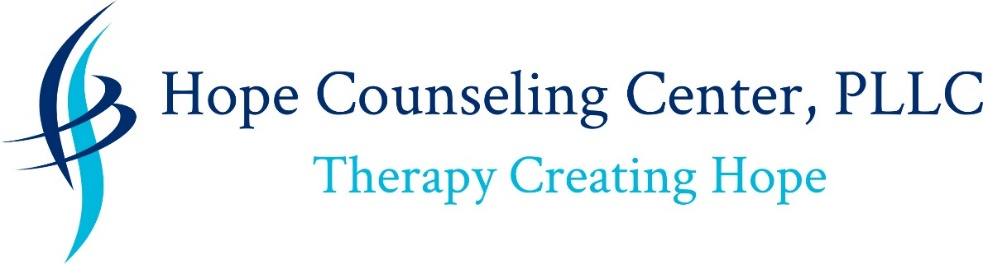 Hope Counseling Center, PLLC
Therapy Creating Hope